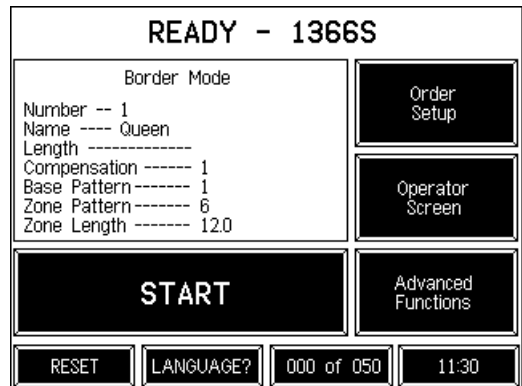 READY - 1366S
Border Mode
Number -- 1
Name ---- Queen
Length -------------
Compensation ------ 1
Base Pattern ------- 1
Zone Pattern ------- 6
Zone Length ------- 12.0
Order
Setup
Operator
Screen
START
Advanced
Functions
RESET
LANGUAGE?
000 of 050
11:30